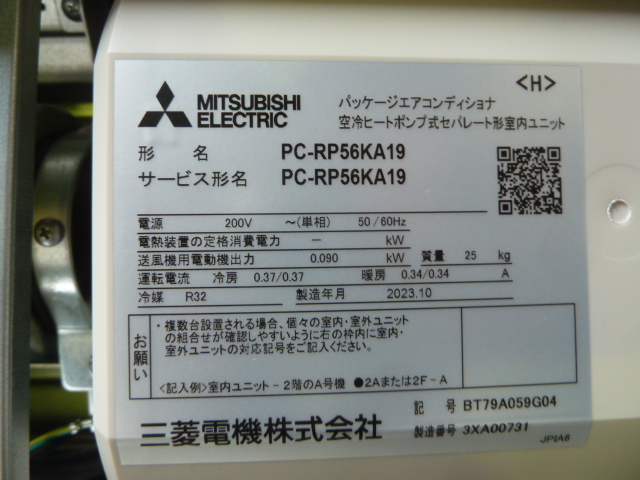 <H>
MITSUBISHI
ELECTRIC
パッケージエアコンディショナ
空冷ヒートポンプ式セパレート形室内ユニット
形 名 PC-RP56KA19
サービス形名 PC-RP56KA19
電源 200V ～(単相) 50/60Hz
電熱装置の定格消費電力 － kW
送風機用電動機出力 0.090 kW 質量 25 kg
運転電流 冷房 0.37/0.37 暖房 0.34/0.34 A
冷媒 R32 製造年月 2023.10
お願い
・複数台設置される場合、個々の室内・室外ユニット
の組合せが確認しやすいように右の枠内に室内・
室外ユニットの対応記号をご記入ください。
<記入例>室内ユニット－2階のA号機 ●2Aまたは2F－A
記 号 BT79A059G04
三菱電機株式会社 製造番号 3XA00731
JPIA8